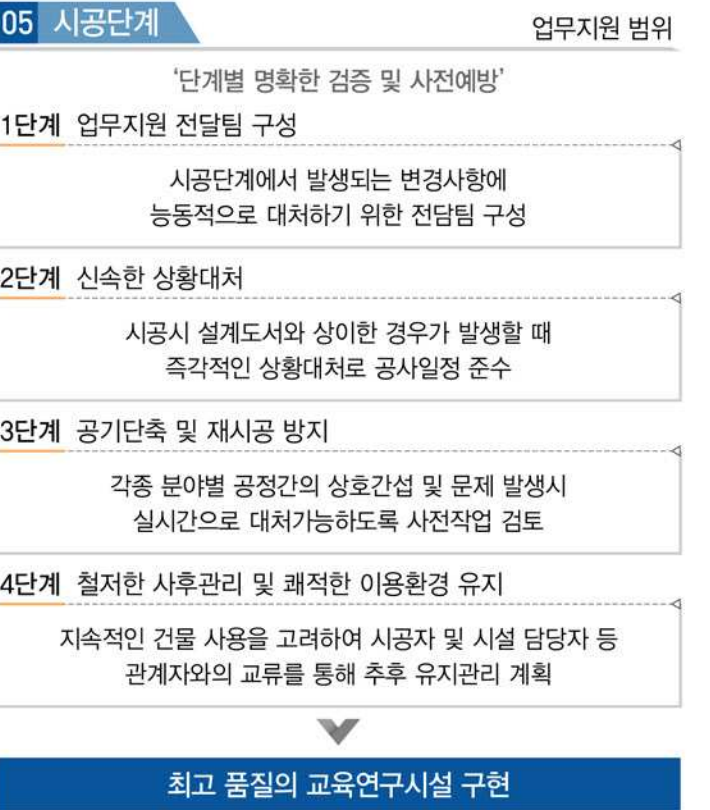 05 시공단계
업무지원 범위
‘단계별 명확한 검증 및 사전예방’
1단계 업무지원 전달팀 구성
시공단계에서 발생되는 변경사항에
능동적으로 대처하기 위한 전담팀 구성
2단계 신속한 상황대처
시공시 설계도서와 상이한 경우가 발생할 때
즉각적인 상황대처로 공사일정 준수
3단계 공기단축 및 재시공 방지
각종 분야별 공정간의 상호간섭 및 문제 발생시
실시간으로 대처가능하도록 사전작업 검토
4단계 철저한 사후관리 및 쾌적한 이용환경 유지
지속적인 건물 사용을 고려하여 시공자 및 시설 담당자 등
관계자와의 교류를 통해 추후 유지관리 계획
최고 품질의 교육연구시설 구현